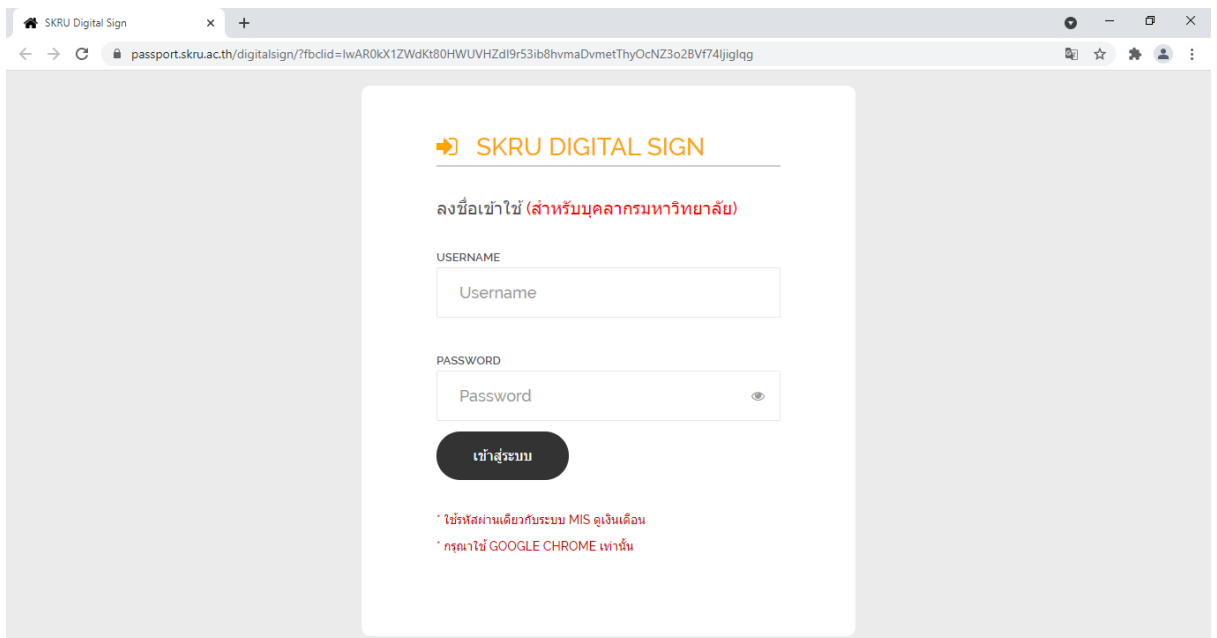 SKRU Digital Sign
passport.skru.ac.th/digitalsign/?fbclid=IwAR0kX1ZWdKt80HWUVHZdI9r53ib8hvmaDvmetThyOcNZ3o2BVf74ljigIqg
SKRU DIGITAL SIGN
ลงชื่อเข้าใช้ (สำหรับบุคลากรมหาวิทยาลัย)
USERNAME
Username
PASSWORD
Password
เข้าสู่ระบบ
* ใช้รหัสผ่านเดียวกับระบบ MIS ดูเงินเดือน
* กรุณาใช้ GOOGLE CHROME เท่านั้น